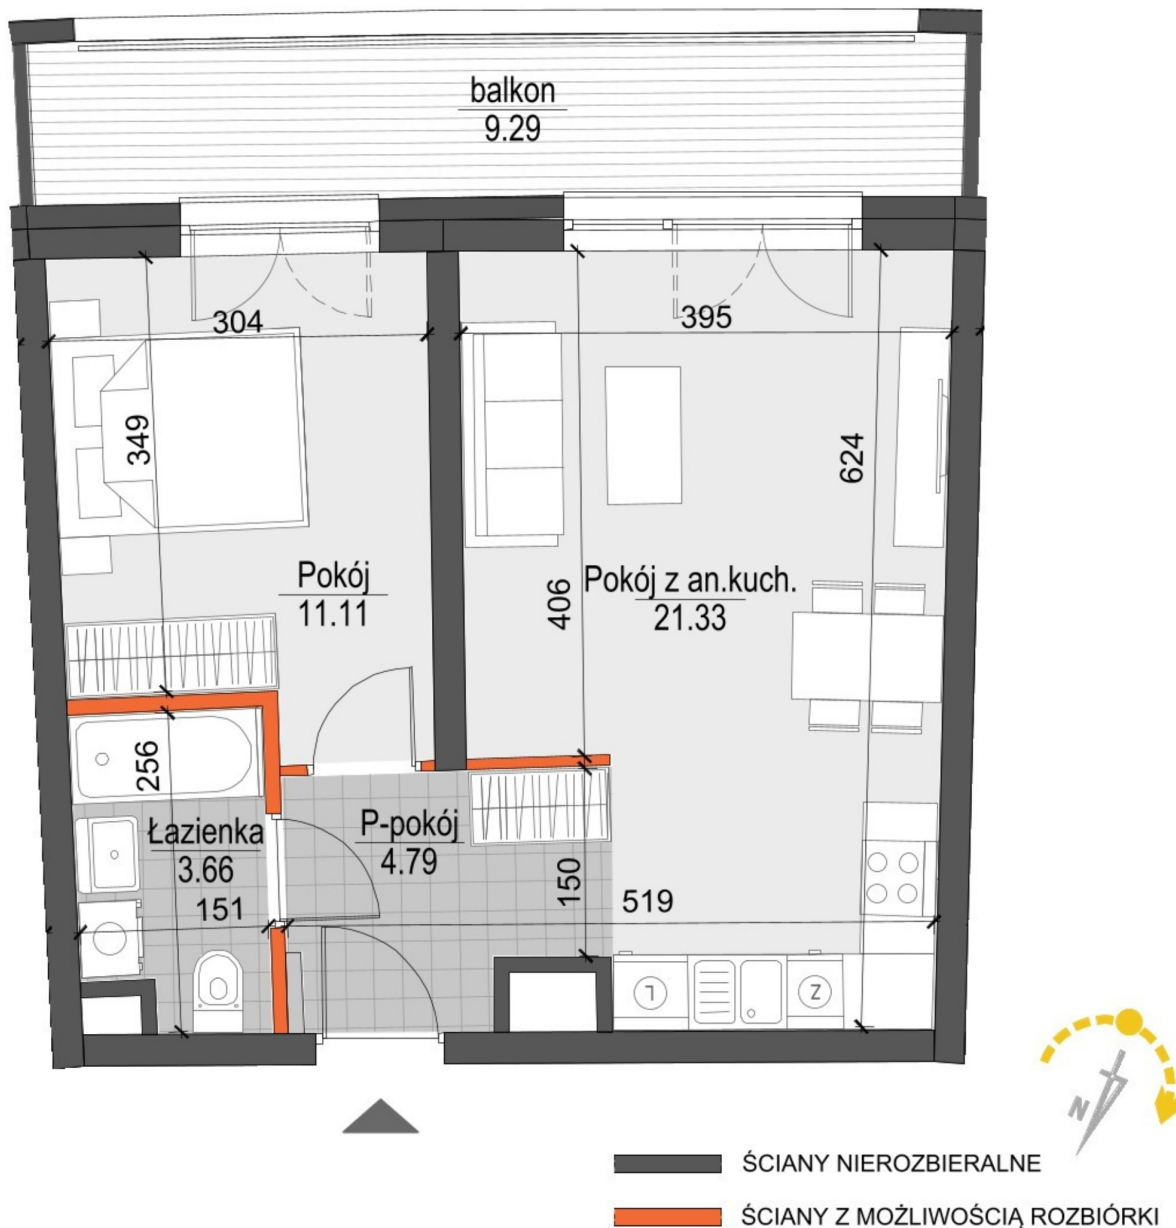 balkon
9.29
304
395
349
624
Pokój
11.11
406
Pokój z an.kuch.
21.33
256
Łazienka
3.66
P-pokój
4.79
150
151
519
L
Z
N
ŚCIANY NIEROZBIERALNE
ŚCIANY Z MOŻLIWOŚCIĄ ROZBIÓRKI